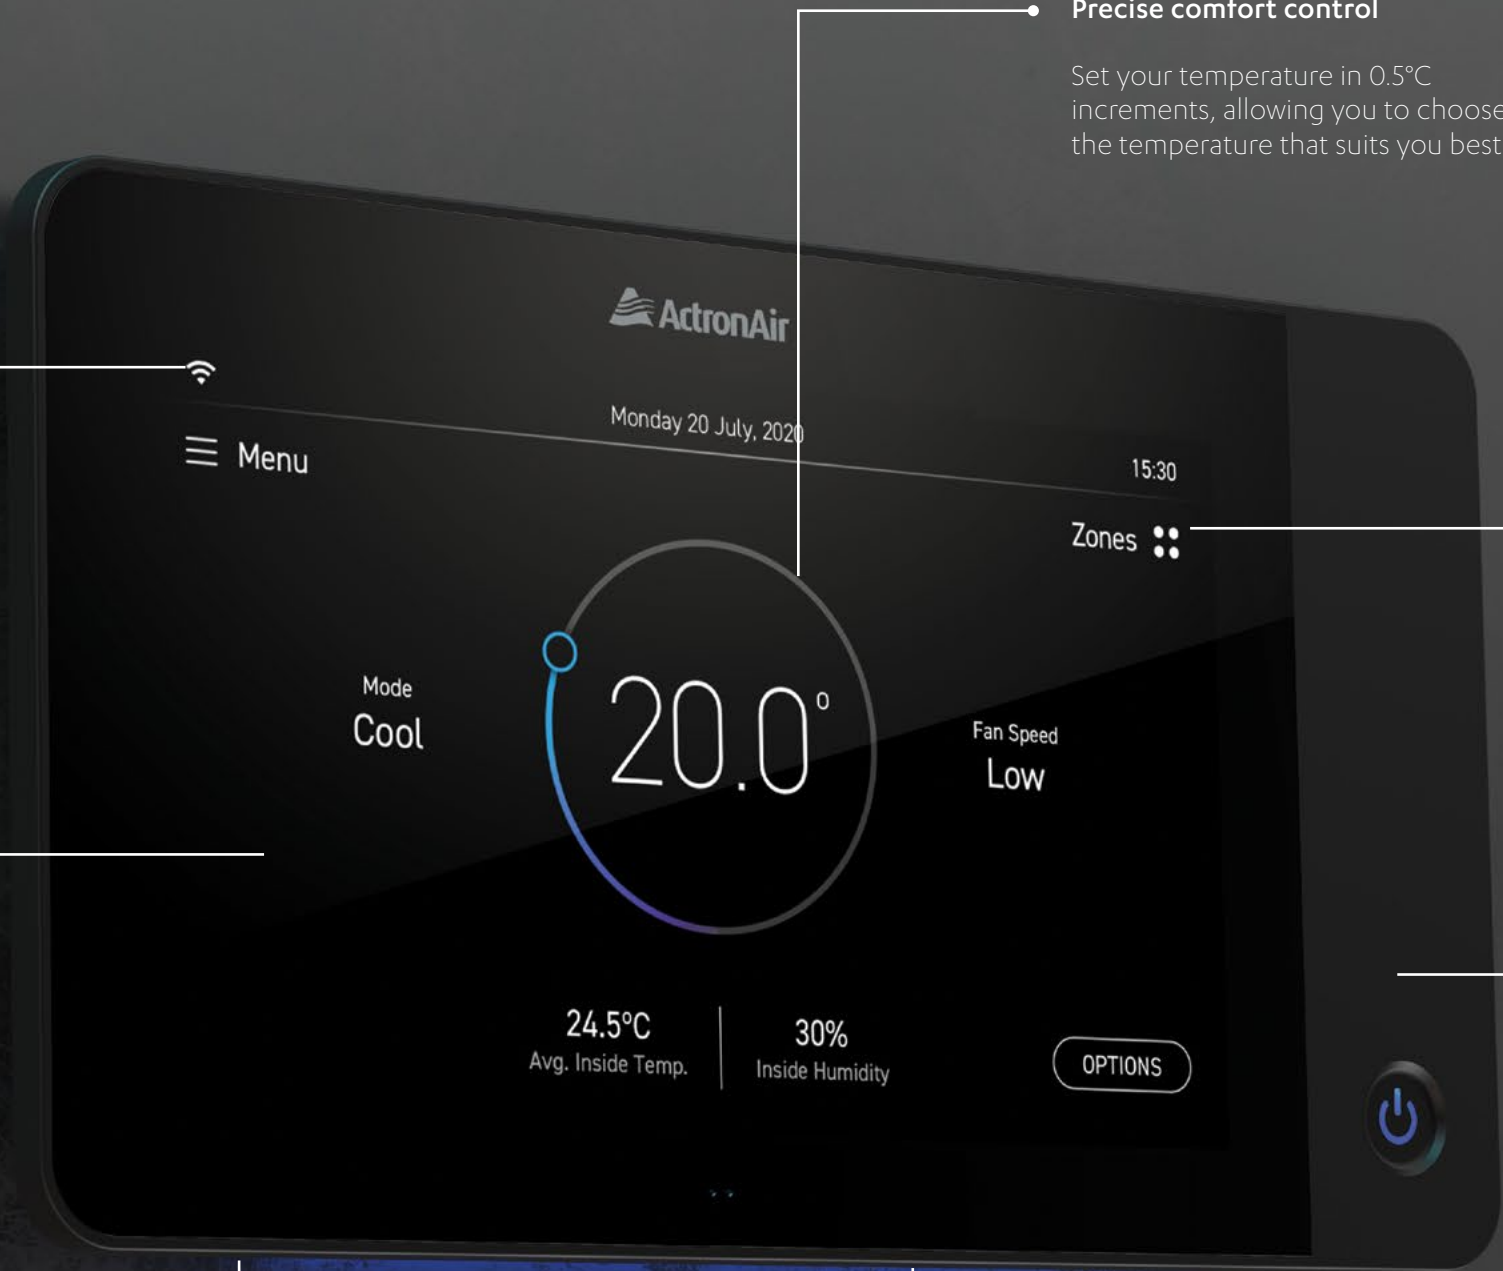 Precise comfort control
Set your temperature in 0.5°C
increments, allowing you to choose
the temperature that suits you best
ActronAir
Monday 20 July, 2020
15:30
Menu
Zones
Mode
Cool
20.0°
Fan Speed
Low
24.5°C
Avg. Inside Temp.
30%
Inside Humidity
OPTIONS